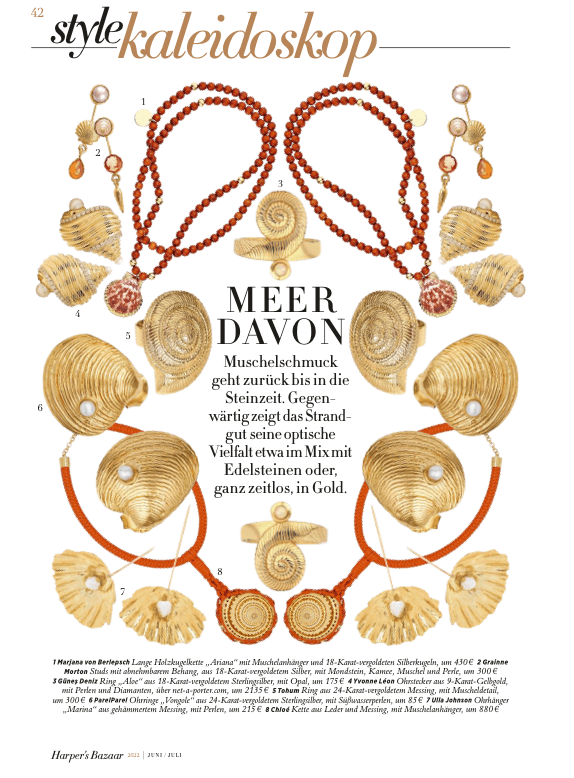 42
style kaleidoskop
1
2
3
4
5
MEER
DAVON
Muschelschmuck
geht zurück bis in die
Steinzeit. Gegen-
wärtig zeigt das Strand-
gut seine optische
Vielfalt etwa im Mix mit
Edelsteinen oder,
ganz zeitlos, in Gold.
6
7
8
1 Marjana von Berlepsch Lange Holzkugelkette „Ariana“ mit Muschelanhänger und 18-Karat-vergoldeten Silberkugeln, um 430 € 2 Grainne
Morton Studs mit abnehmbarem Behang, aus 18-Karat-vergoldetem Silber, mit Mondstein, Kamee, Muschel und Perle, um 300 €
3 Güneş Deniz Ring „Aloe“ aus 18-Karat-vergoldetem Sterlingsilber, mit Opal, um 175 € 4 Yvonne Léon Ohrstecker aus 9-Karat-Gelbgold,
mit Perlen und Diamanten, über net-a-porter.com, um 2135 € 5 Tohum Ring aus 24-Karat-vergoldetem Messing, mit Muscheldetail,
um 300 € 6 ParelParel Ohrringe „Vongole“ aus 24-Karat-vergoldetem Sterlingsilber, mit Süßwasserperlen, um 85 € 7 Ulla Johnson Ohrhänger
„Marina“ aus gehämmertem Messing, mit Perlen, um 215 € 8 Chloé Kette aus Leder und Messing, mit Muschelanhänger, um 880 €
Harper's Bazaar 2022 | JUNI / JULI